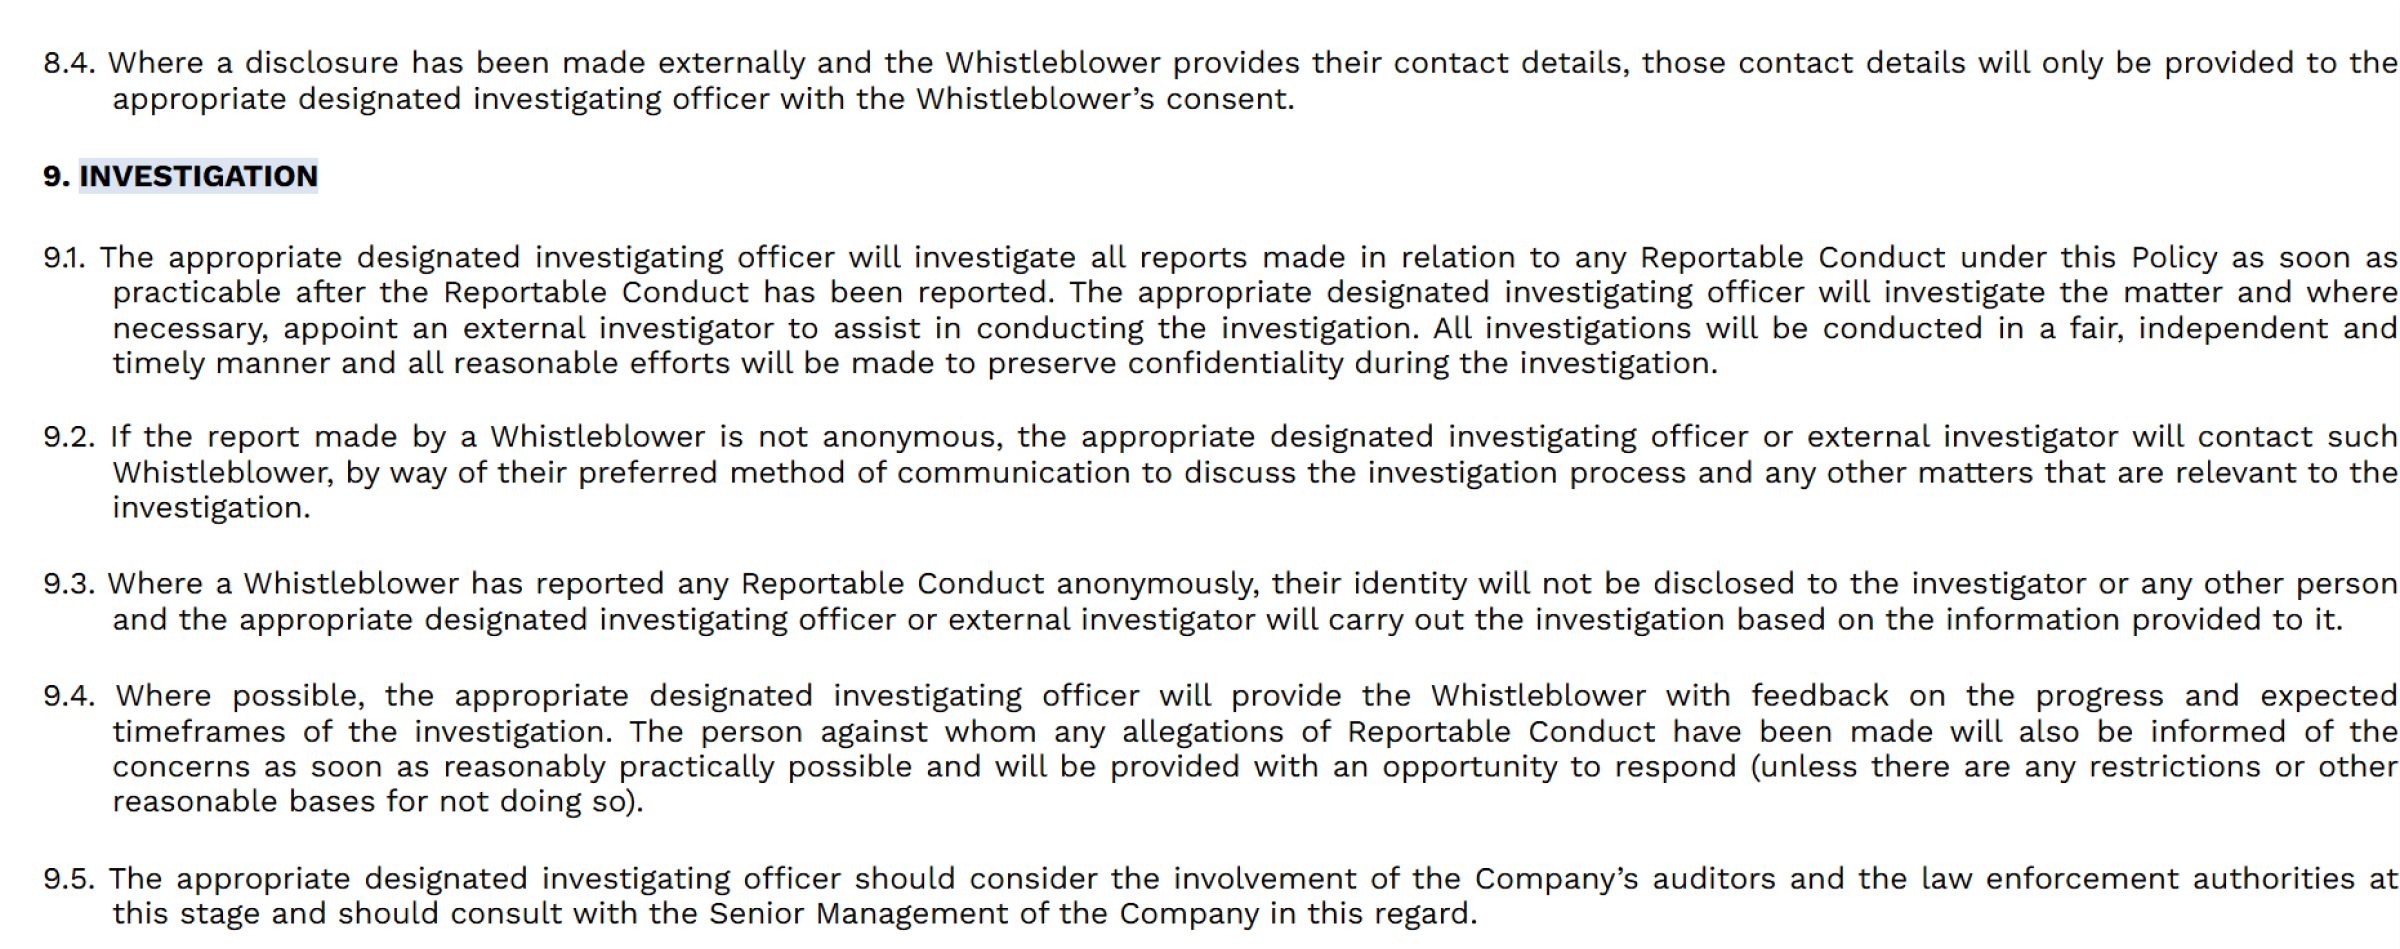 8.4. Where a disclosure has been made externally and the Whistleblower provides their contact details, those contact details will only be provided to the
appropriate designated investigating officer with the Whistleblower’s consent.
9. INVESTIGATION
9.1. The appropriate designated investigating officer will investigate all reports made in relation to any Reportable Conduct under this Policy as soon as
practicable after the Reportable Conduct has been reported. The appropriate designated investigating officer will investigate the matter and where
necessary, appoint an external investigator to assist in conducting the investigation. All investigations will be conducted in a fair, independent and
timely manner and all reasonable efforts will be made to preserve confidentiality during the investigation.
9.2. If the report made by a Whistleblower is not anonymous, the appropriate designated investigating officer or external investigator will contact such
Whistleblower, by way of their preferred method of communication to discuss the investigation process and any other matters that are relevant to the
investigation.
9.3. Where a Whistleblower has reported any Reportable Conduct anonymously, their identity will not be disclosed to the investigator or any other person
and the appropriate designated investigating officer or external investigator will carry out the investigation based on the information provided to it.
9.4. Where possible, the appropriate designated investigating officer will provide the Whistleblower with feedback on the progress and expected
timeframes of the investigation. The person against whom any allegations of Reportable Conduct have been made will also be informed of the
concerns as soon as reasonably practically possible and will be provided with an opportunity to respond (unless there are any restrictions or other
reasonable bases for not doing so).
9.5. The appropriate designated investigating officer should consider the involvement of the Company’s auditors and the law enforcement authorities at
this stage and should consult with the Senior Management of the Company in this regard.